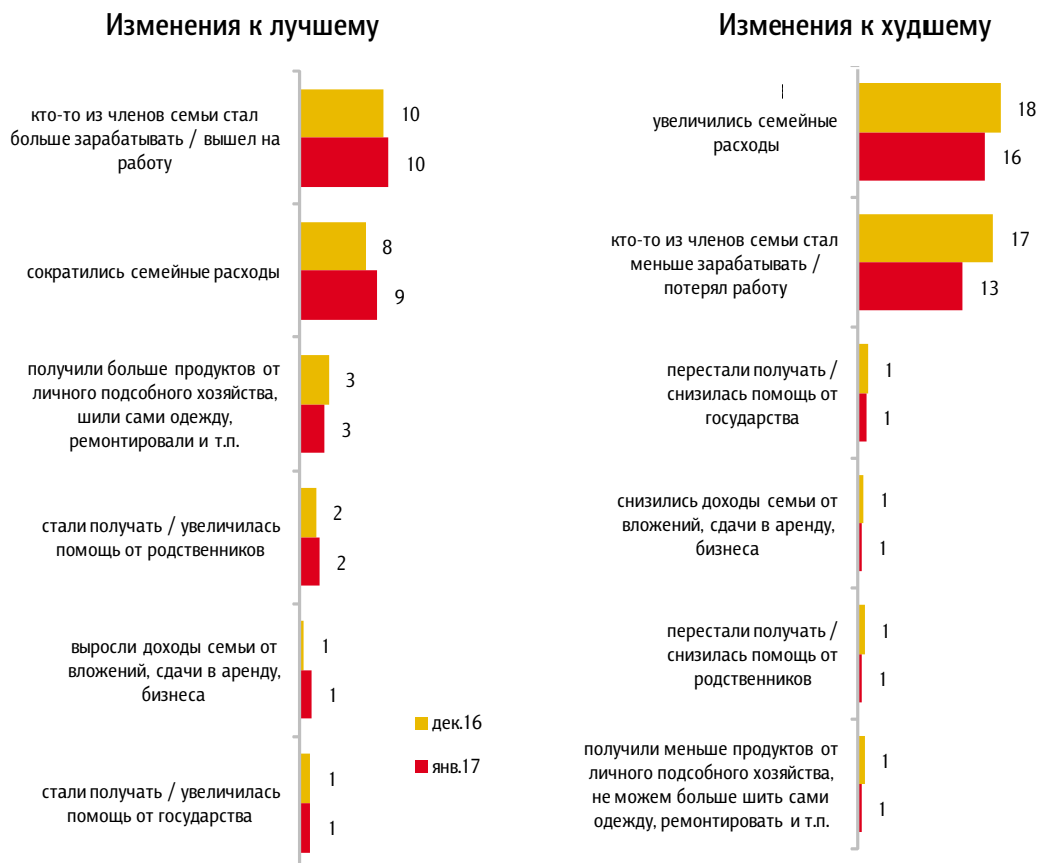 Изменения к лучшему
кто-то из членов семьи стал
больше зарабатывать / вышел на
работу
10
10
сократились семейные расходы
8
9
получили больше продуктов от
личного подсобного хозяйства,
шили сами одежду,
ремонтировали и т.п.
3
3
стали получать / увеличилась
помощь от родственников
2
2
выросли доходы семьи от
вложений, сдачи в аренду,
бизнеса
1
1
стали получать / увеличилась
помощь от государства
1
1
дек.16
янв.17
Изменения к худшему
увеличились семейные
расходы
18
16
кто-то из членов семьи стал
меньше зарабатывать /
потерял работу
17
13
перестали получать /
снизилась помощь от
государства
1
1
снизились доходы семьи от
вложений, сдачи в аренду,
бизнеса
1
1
перестали получать /
снизилась помощь от
родственников
1
1
получили меньше продуктов от
личного подсобного хозяйства,
не можем больше шить сами
одежду, ремонтировать и т.п.
1
1